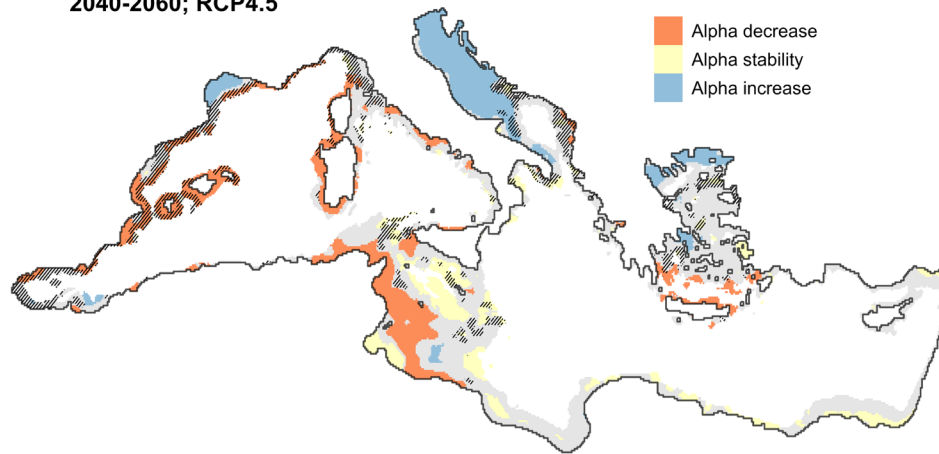 2040-2060; RCP4.5
Alpha decrease
Alpha stability
Alpha increase